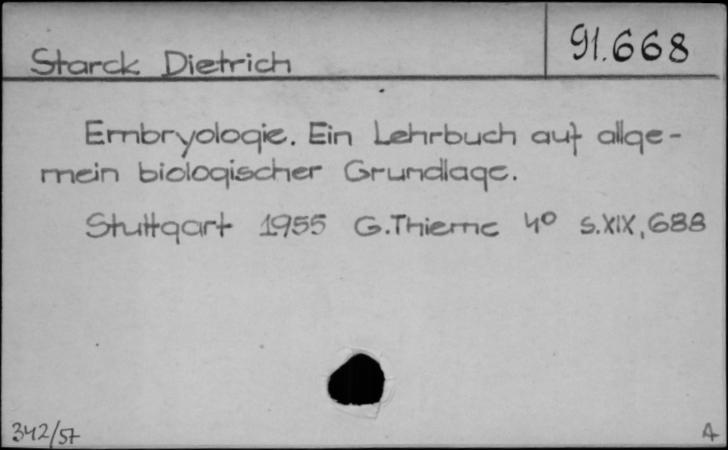 Starck Dietrich
91.668
Embryologie. Ein Lehrbuch auf allge-
mein biologischer Grundlage.
Stuttgart 1955 G. Thieme 4° S. XIX, 688
342/57
A